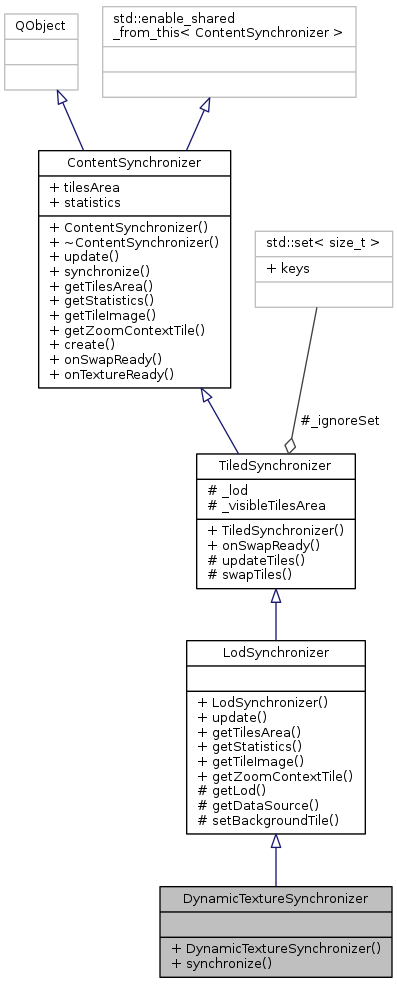 QObject
std::enable_shared
_from_this< ContentSynchronizer >
ContentSynchronizer
+ tilesArea
+ statistics
+ ContentSynchronizer()
+ ~ContentSynchronizer()
+ update()
+ synchronize()
+ getTilesArea()
+ getStatistics()
+ getTileImage()
+ getZoomContextTile()
+ create()
+ onSwapReady()
+ onTextureReady()
std::set< size_t >
+ keys
#_ignoreSet
TiledSynchronizer
# _lod
# _visibleTilesArea
+ TiledSynchronizer()
+ onSwapReady()
# updateTiles()
# swapTiles()
LodSynchronizer
+ LodSynchronizer()
+ update()
+ getTilesArea()
+ getStatistics()
+ getTileImage()
+ getZoomContextTile()
# getLod()
# getDataSource()
# setBackgroundTile()
DynamicTextureSynchronizer
+ DynamicTextureSynchronizer()
+ synchronize()